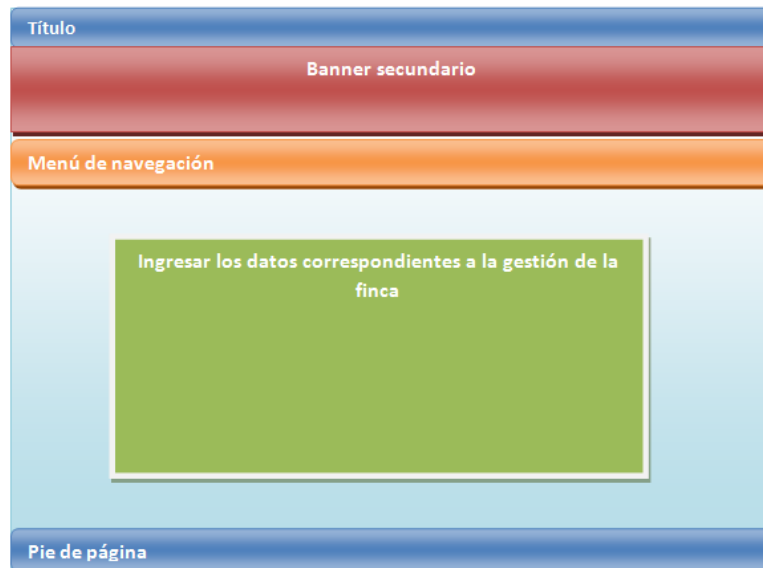 Título
Banner secundario
Menú de navegación
Ingresar los datos correspondientes a la gestión de la
finca
Pie de página